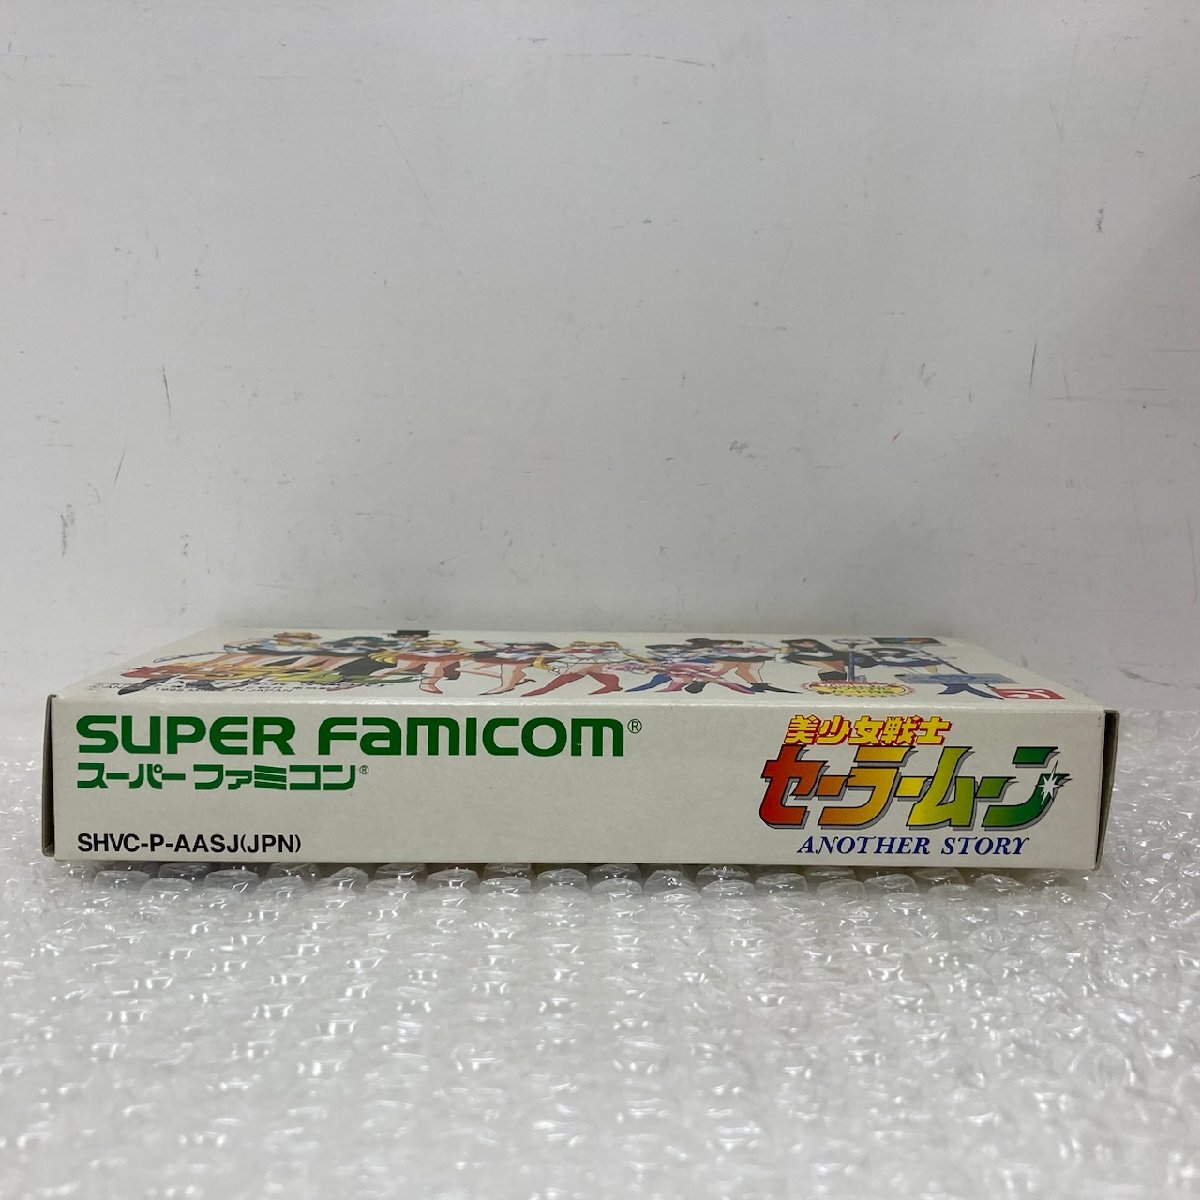 SUPER FAMICOM®
スーパーファミコン®
SHVC-P-AASJ(JPN)
美少女戦士
セーラームーン
ANOTHER STORY